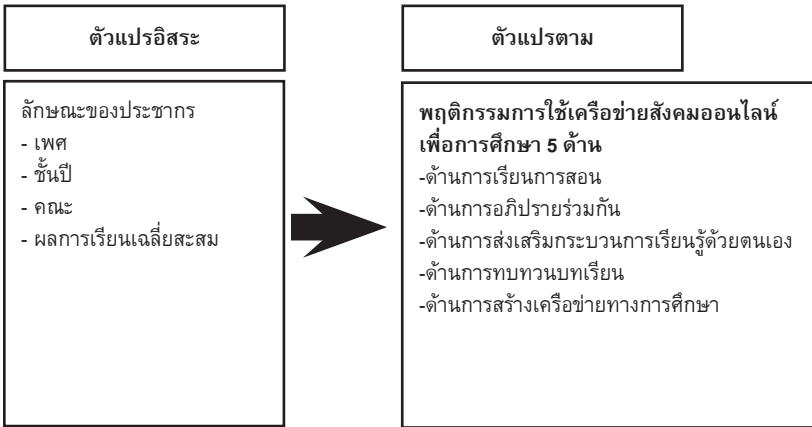 ตัวแปรอิสระ
ลักษณะของประชากร
- เพศ
- ชั้นปี
- คณะ
- ผลการเรียนเฉลี่ยสะสม
ตัวแปรตาม
พฤติกรรมการใช้เครือข่ายสังคมออนไลน์
เพื่อการศึกษา 5 ด้าน
-ด้านการเรียนการสอน
-ด้านการอภิปรายร่วมกัน
-ด้านการส่งเสริมกระบวนการเรียนรู้ด้วยตนเอง
-ด้านการทบทวนบทเรียน
-ด้านการสร้างเครือข่ายทางการศึกษา